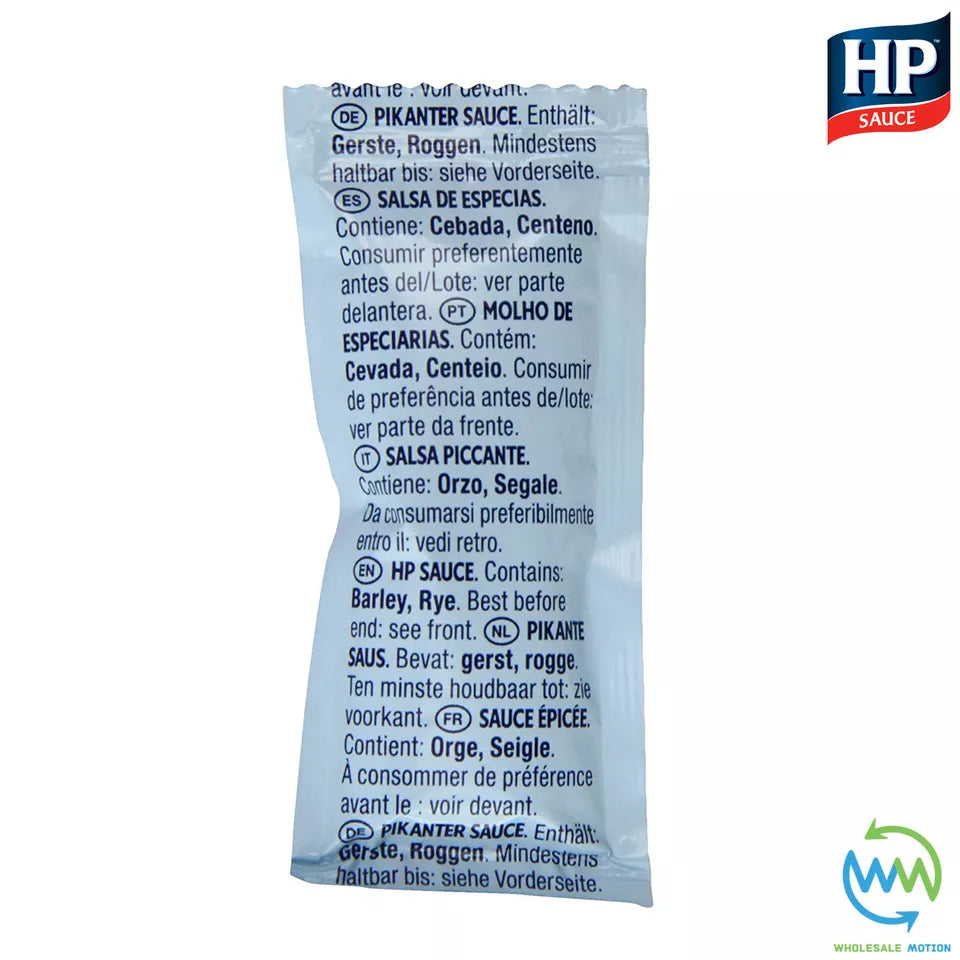 HP™
SAUCE
avant le : voir devant.
DE PIKANTER SAUCE. Enthält:
Gerste, Roggen. Mindestens
haltbar bis: siehe Vorderseite.
ES SALSA DE ESPECIAS.
Contiene: Cebada, Centeno.
Consumir preferentemente
antes del/Lote: ver parte
delantera. PT MOLHO DE
ESPECIARIAS. Contém:
Cevada, Centeio. Consumir
de preferência antes de/lote:
ver parte da frente.
IT SALSA PICCANTE.
Contiene: Orzo, Segale.
Da consumarsi preferibilmente
entro il: vedi retro.
EN HP SAUCE. Contains:
Barley, Rye. Best before
end: see front. NL PIKANTE
SAUS. Bevat: gerst, rogge.
Ten minste houdbaar tot: zie
voorkant. FR SAUCE ÉPICÉE.
Contient: Orge, Seigle.
À consommer de préférence
avant le : voir devant.
DE PIKANTER SAUCE. Enthält:
Gerste, Roggen. Mindestens
haltbar bis: siehe Vorderseite.
WM
WHOLESALE MOTION